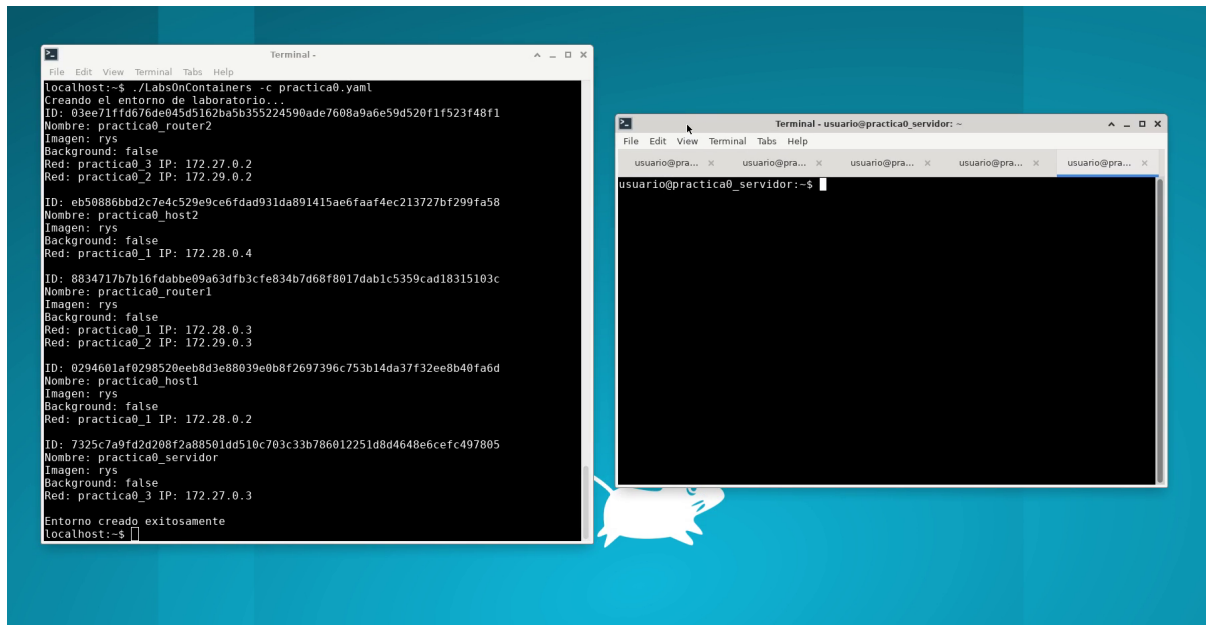 Terminal -
File Edit View Terminal Tabs Help
localhost:~$ ./LabsOnContainers -c practica0.yaml
Creando el entorno de laboratorio...
ID: 03ee71ffd676de045d5162ba5b355224590ade7608a9a6e59d520f1f523f48f1
Nombre: practica0_router2
Imagen: rys
Background: false
Red: practica0_3 IP: 172.27.0.2
Red: practica0_2 IP: 172.29.0.2
ID: eb50886bbd2c7e4c529e9ce6fdad931da891415ae6faaf4ec213727bf299fa58
Nombre: practica0_host2
Imagen: rys
Background: false
Red: practica0_1 IP: 172.28.0.4
ID: 8834717b7b16fdabbe09a63dfb3cfe834b7d68f8017dab1c5359cad18315103c
Nombre: practica0_router1
Imagen: rys
Background: false
Red: practica0_1 IP: 172.28.0.3
Red: practica0_2 IP: 172.29.0.3
ID: 0294601af0298520eeb8d3e88039e0b8f2697396c753b14da37f32ee8b40fa6d
Nombre: practica0_host1
Imagen: rys
Background: false
Red: practica0_1 IP: 172.28.0.2
ID: 7325c7a9fd2d208f2a88501dd510c703c33b786012251d8d4648e6cefc497805
Nombre: practica0_servidor
Imagen: rys
Background: false
Red: practica0_3 IP: 172.27.0.3
Entorno creado exitosamente
localhost:~$
Terminal - usuario@practica0_servidor: ~
File Edit View Terminal Tabs Help
usuario@pra... usuario@pra... usuario@pra... usuario@pra... usuario@pra...
usuario@practica0_servidor:~$